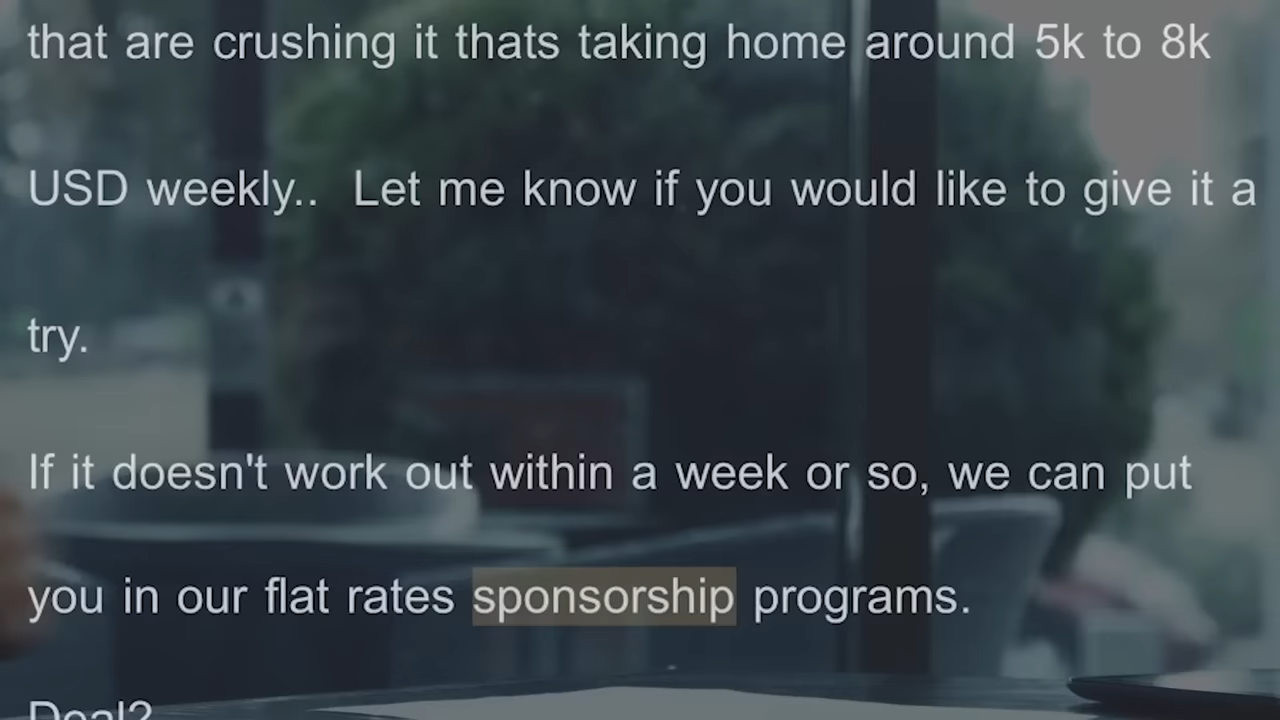 that are crushing it thats taking home around 5k to 8k
USD weekly.. Let me know if you would like to give it a
try.
If it doesn't work out within a week or so, we can put
you in our flat rates sponsorship programs.
Deal?